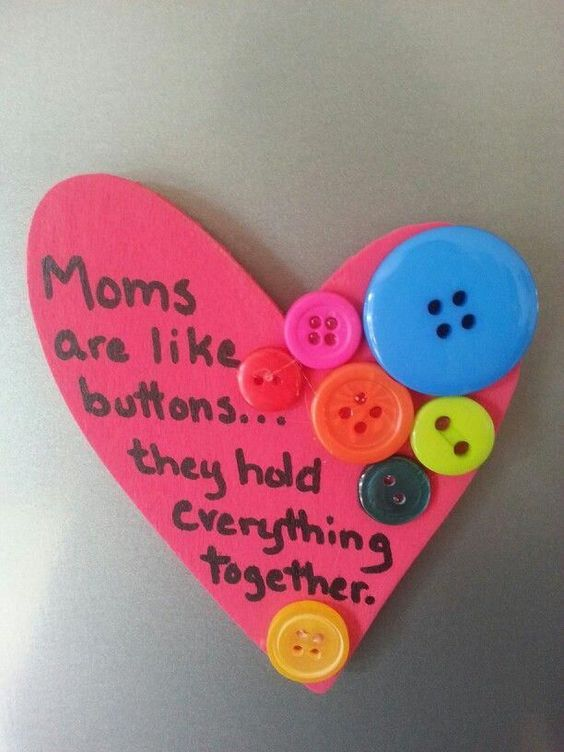 Moms
are like
buttons...
they hold
everything
together.